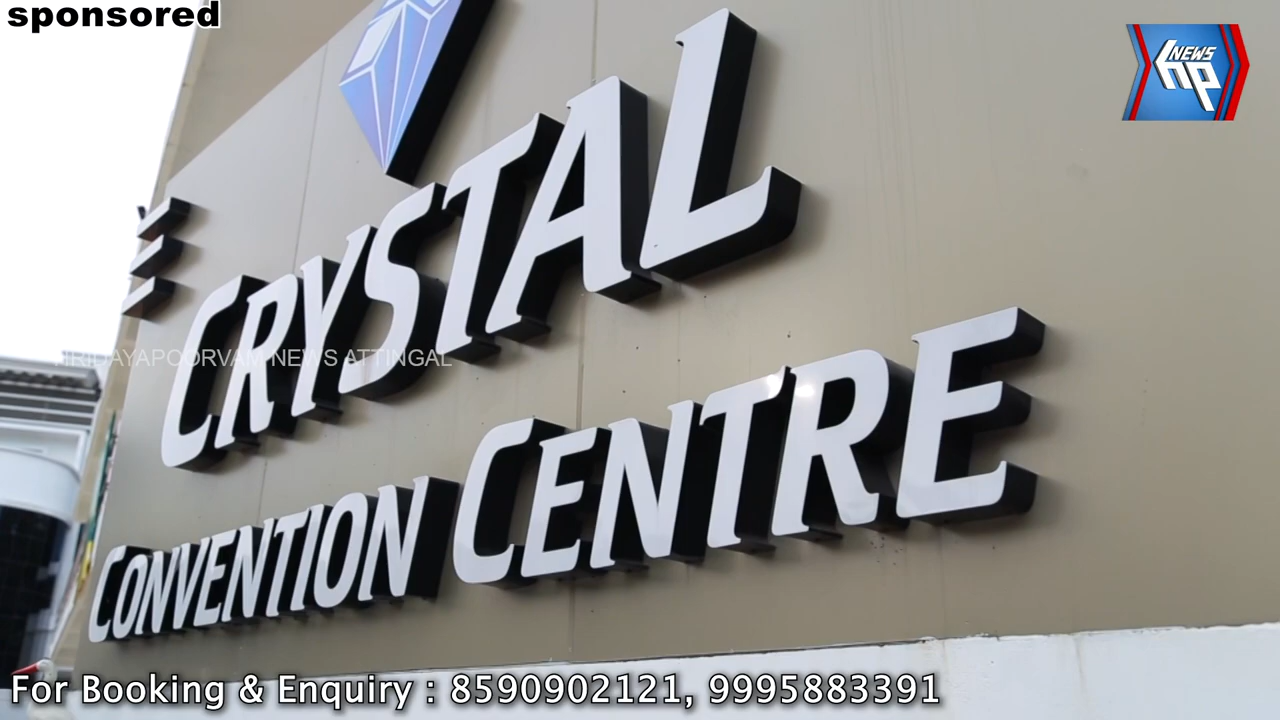 sponsored
NEWS
hp
CRYSTAL
HRIDAYAPOORVAM NEWS ATTINGAL
CONVENTION CENTRE
For Booking & Enquiry : 8590902121, 9995883391